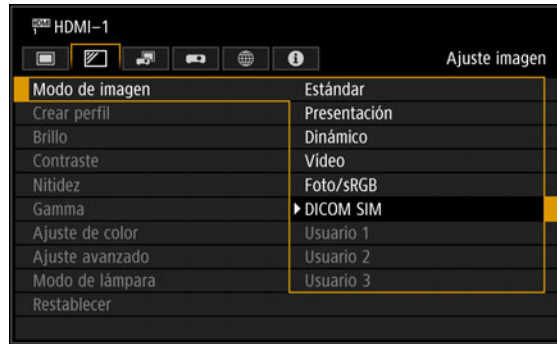 HDMI HDMI-1
Ajuste imagen
Modo de imagen
Estándar
Crear perfil
Presentación
Brillo
Dinámico
Contraste
Vídeo
Nitidez
Foto/sRGB
Gamma
DICOM SIM
Ajuste de color
Usuario 1
Ajuste avanzado
Usuario 2
Modo de lámpara
Usuario 3
Restablecer